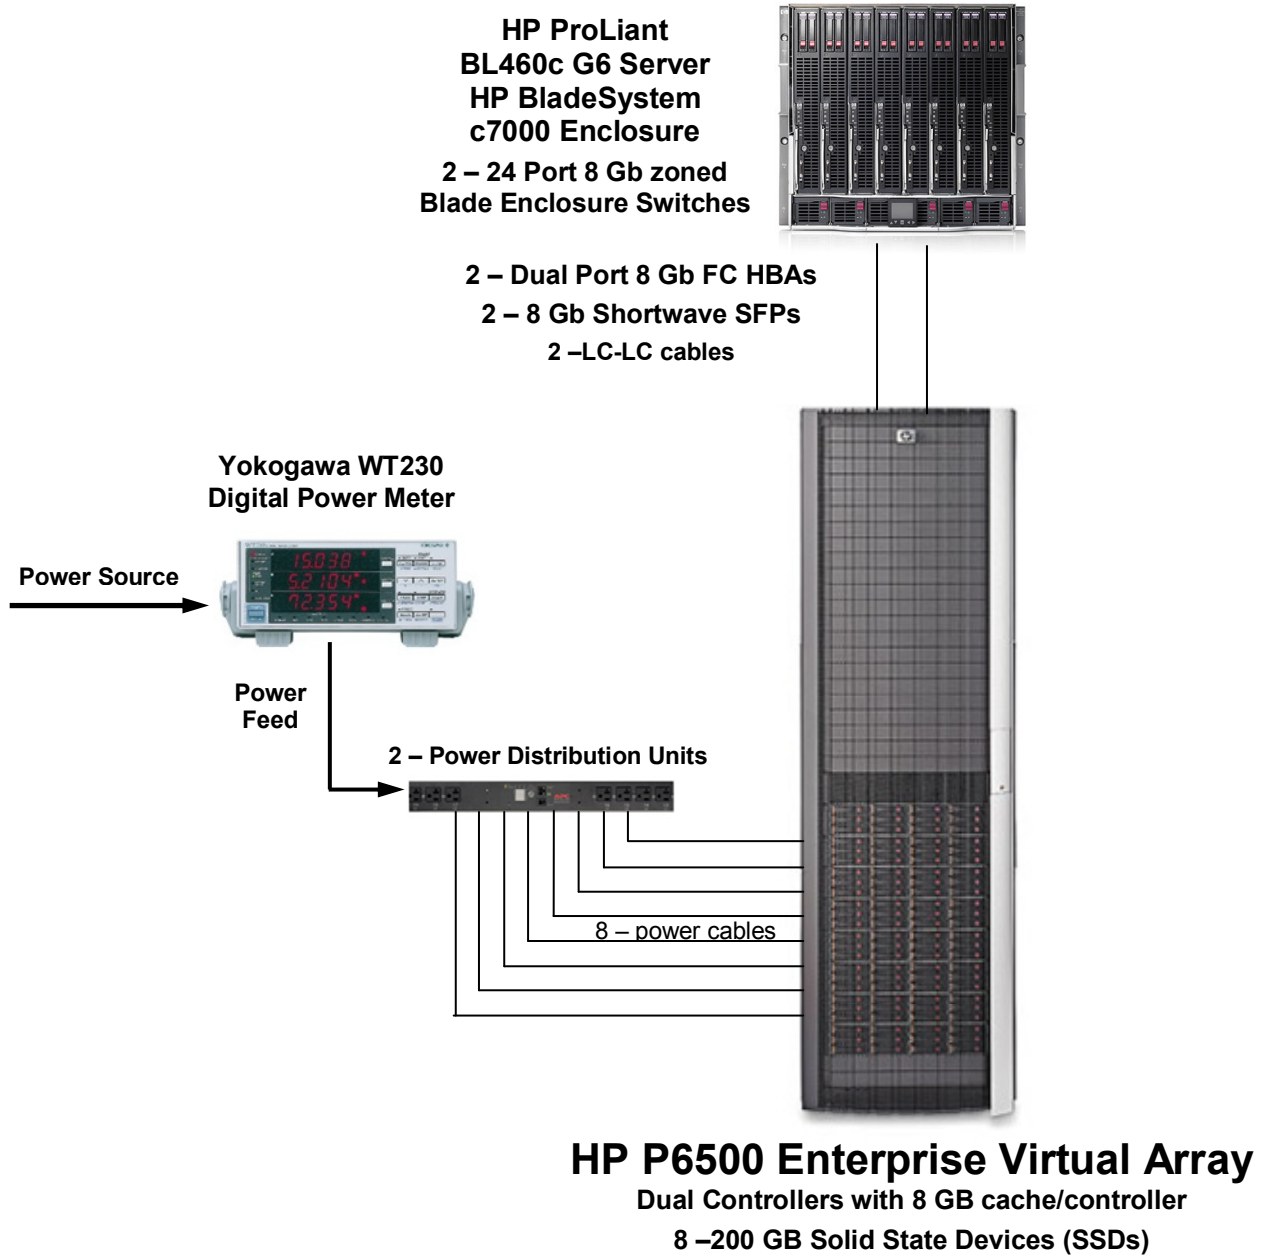 HP ProLiant
BL460c G6 Server
HP BladeSystem
c7000 Enclosure
2 – 24 Port 8 Gb zoned
Blade Enclosure Switches
2 – Dual Port 8 Gb FC HBAs
2 – 8 Gb Shortwave SFPs
2 –LC-LC cables
Yokogawa WT230
Digital Power Meter
15.038
5.2104
72.354
Power Source
Power
Feed
2 – Power Distribution Units
8 – power cables
HP P6500 Enterprise Virtual Array
Dual Controllers with 8 GB cache/controller
8 –200 GB Solid State Devices (SSDs)